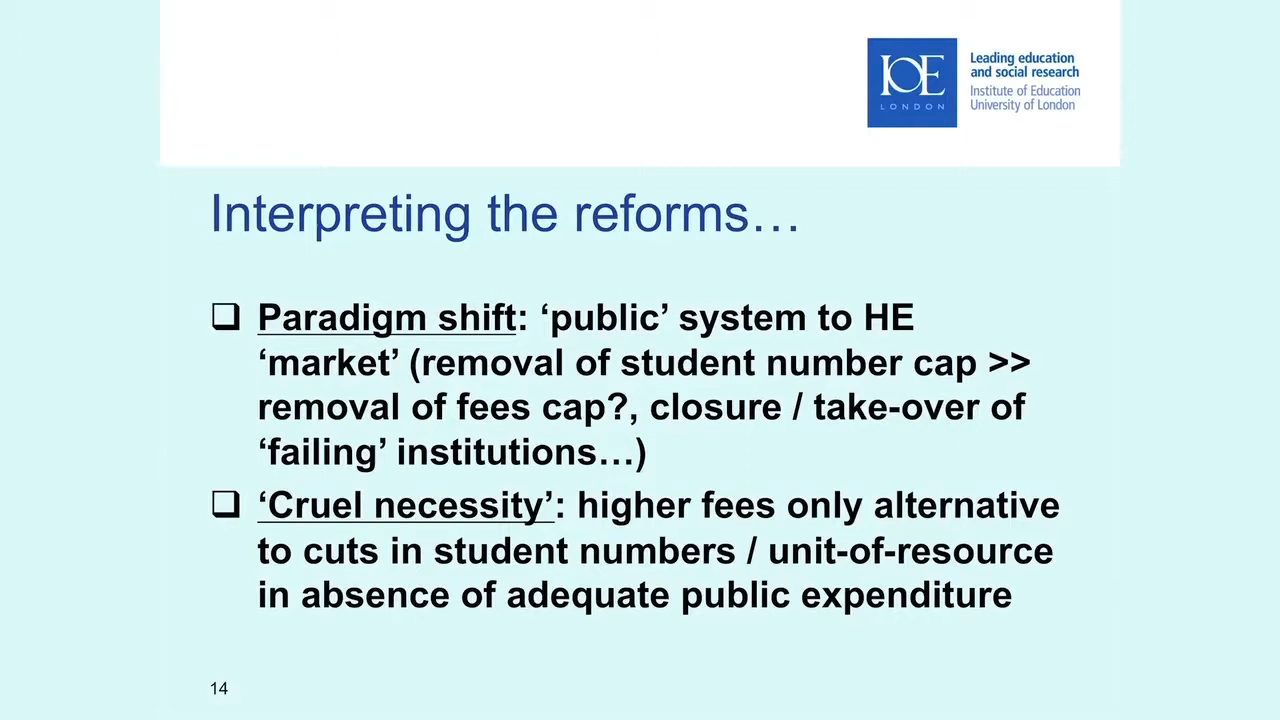 IOE
LONDON
Leading education
and social research
Institute of Education
University of London
Interpreting the reforms…
❑ Paradigm shift: ‘public’ system to HE
‘market’ (removal of student number cap >>
removal of fees cap?, closure / take-over of
‘failing’ institutions…)
❑ ‘Cruel necessity’: higher fees only alternative
to cuts in student numbers / unit-of-resource
in absence of adequate public expenditure
14